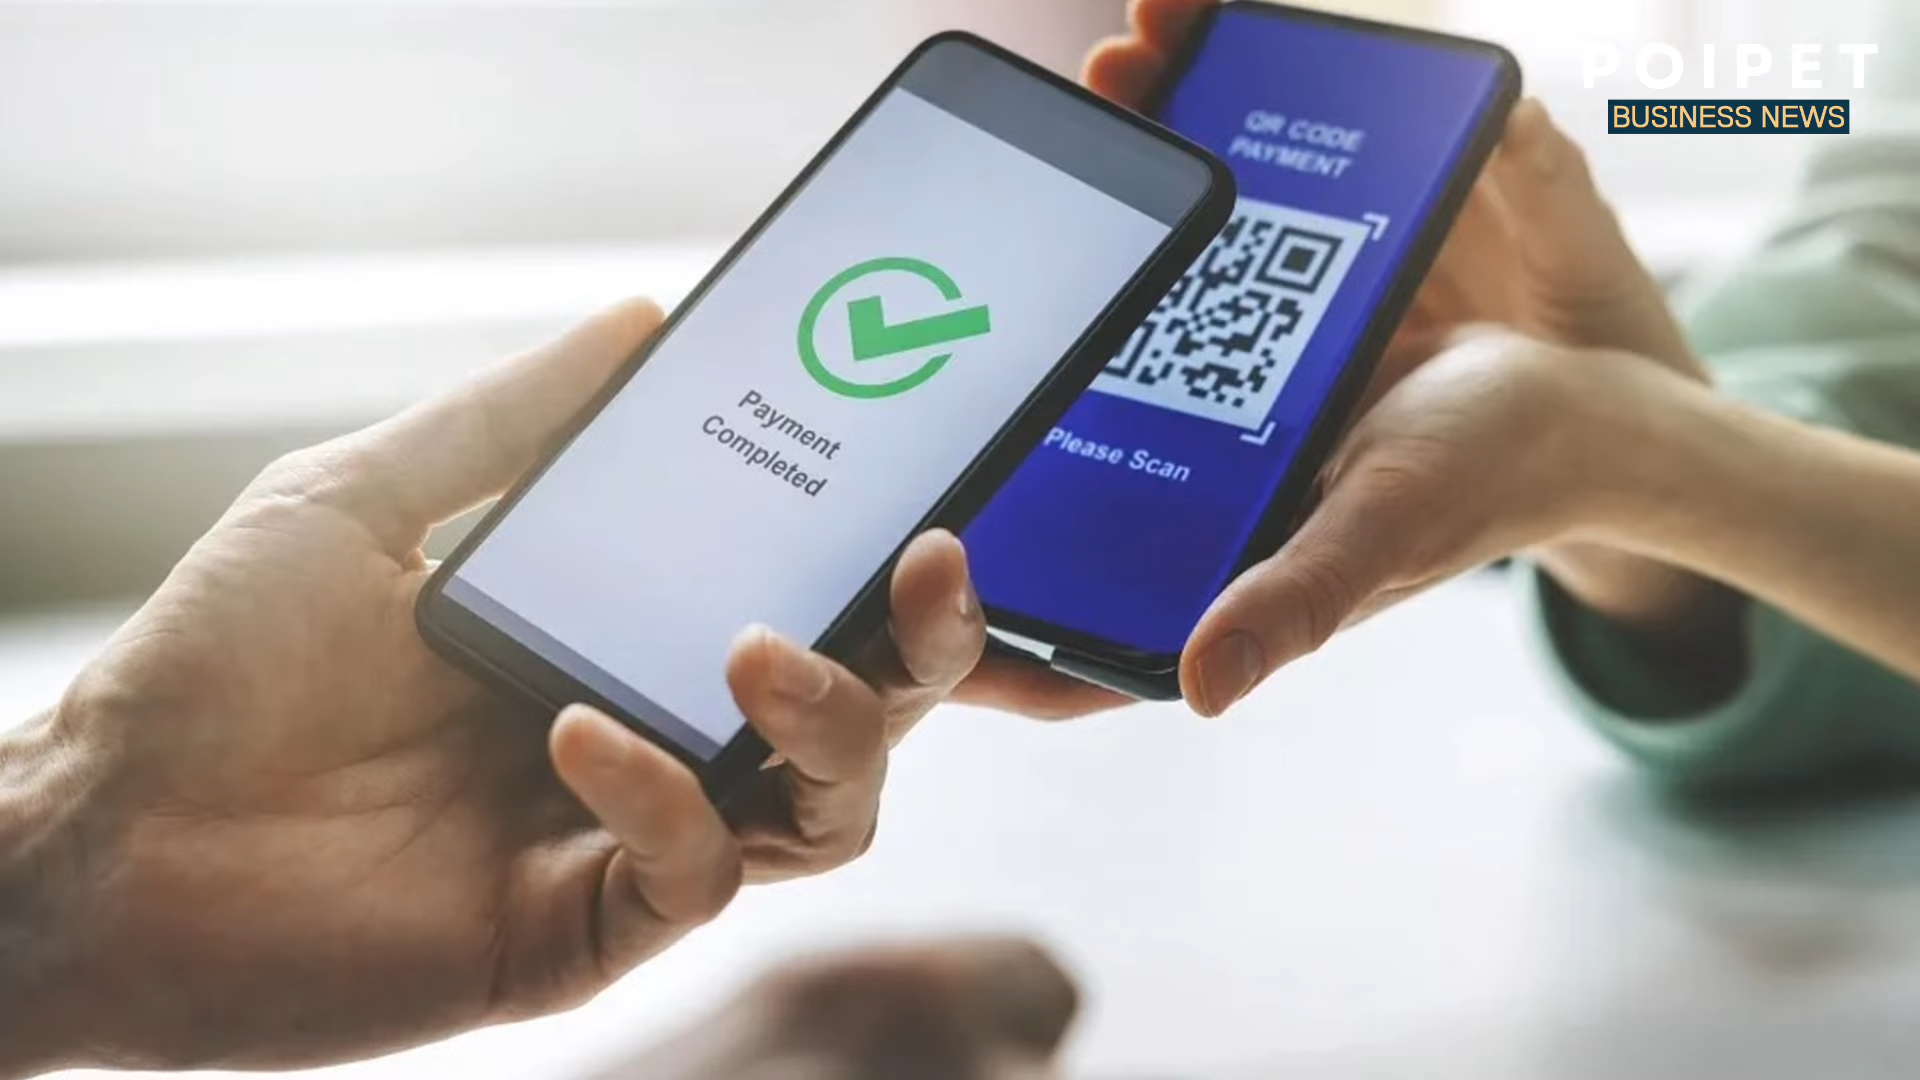 POIPET
BUSINESS NEWS
QR CODE
PAYMENT
Please Scan
Payment
Completed